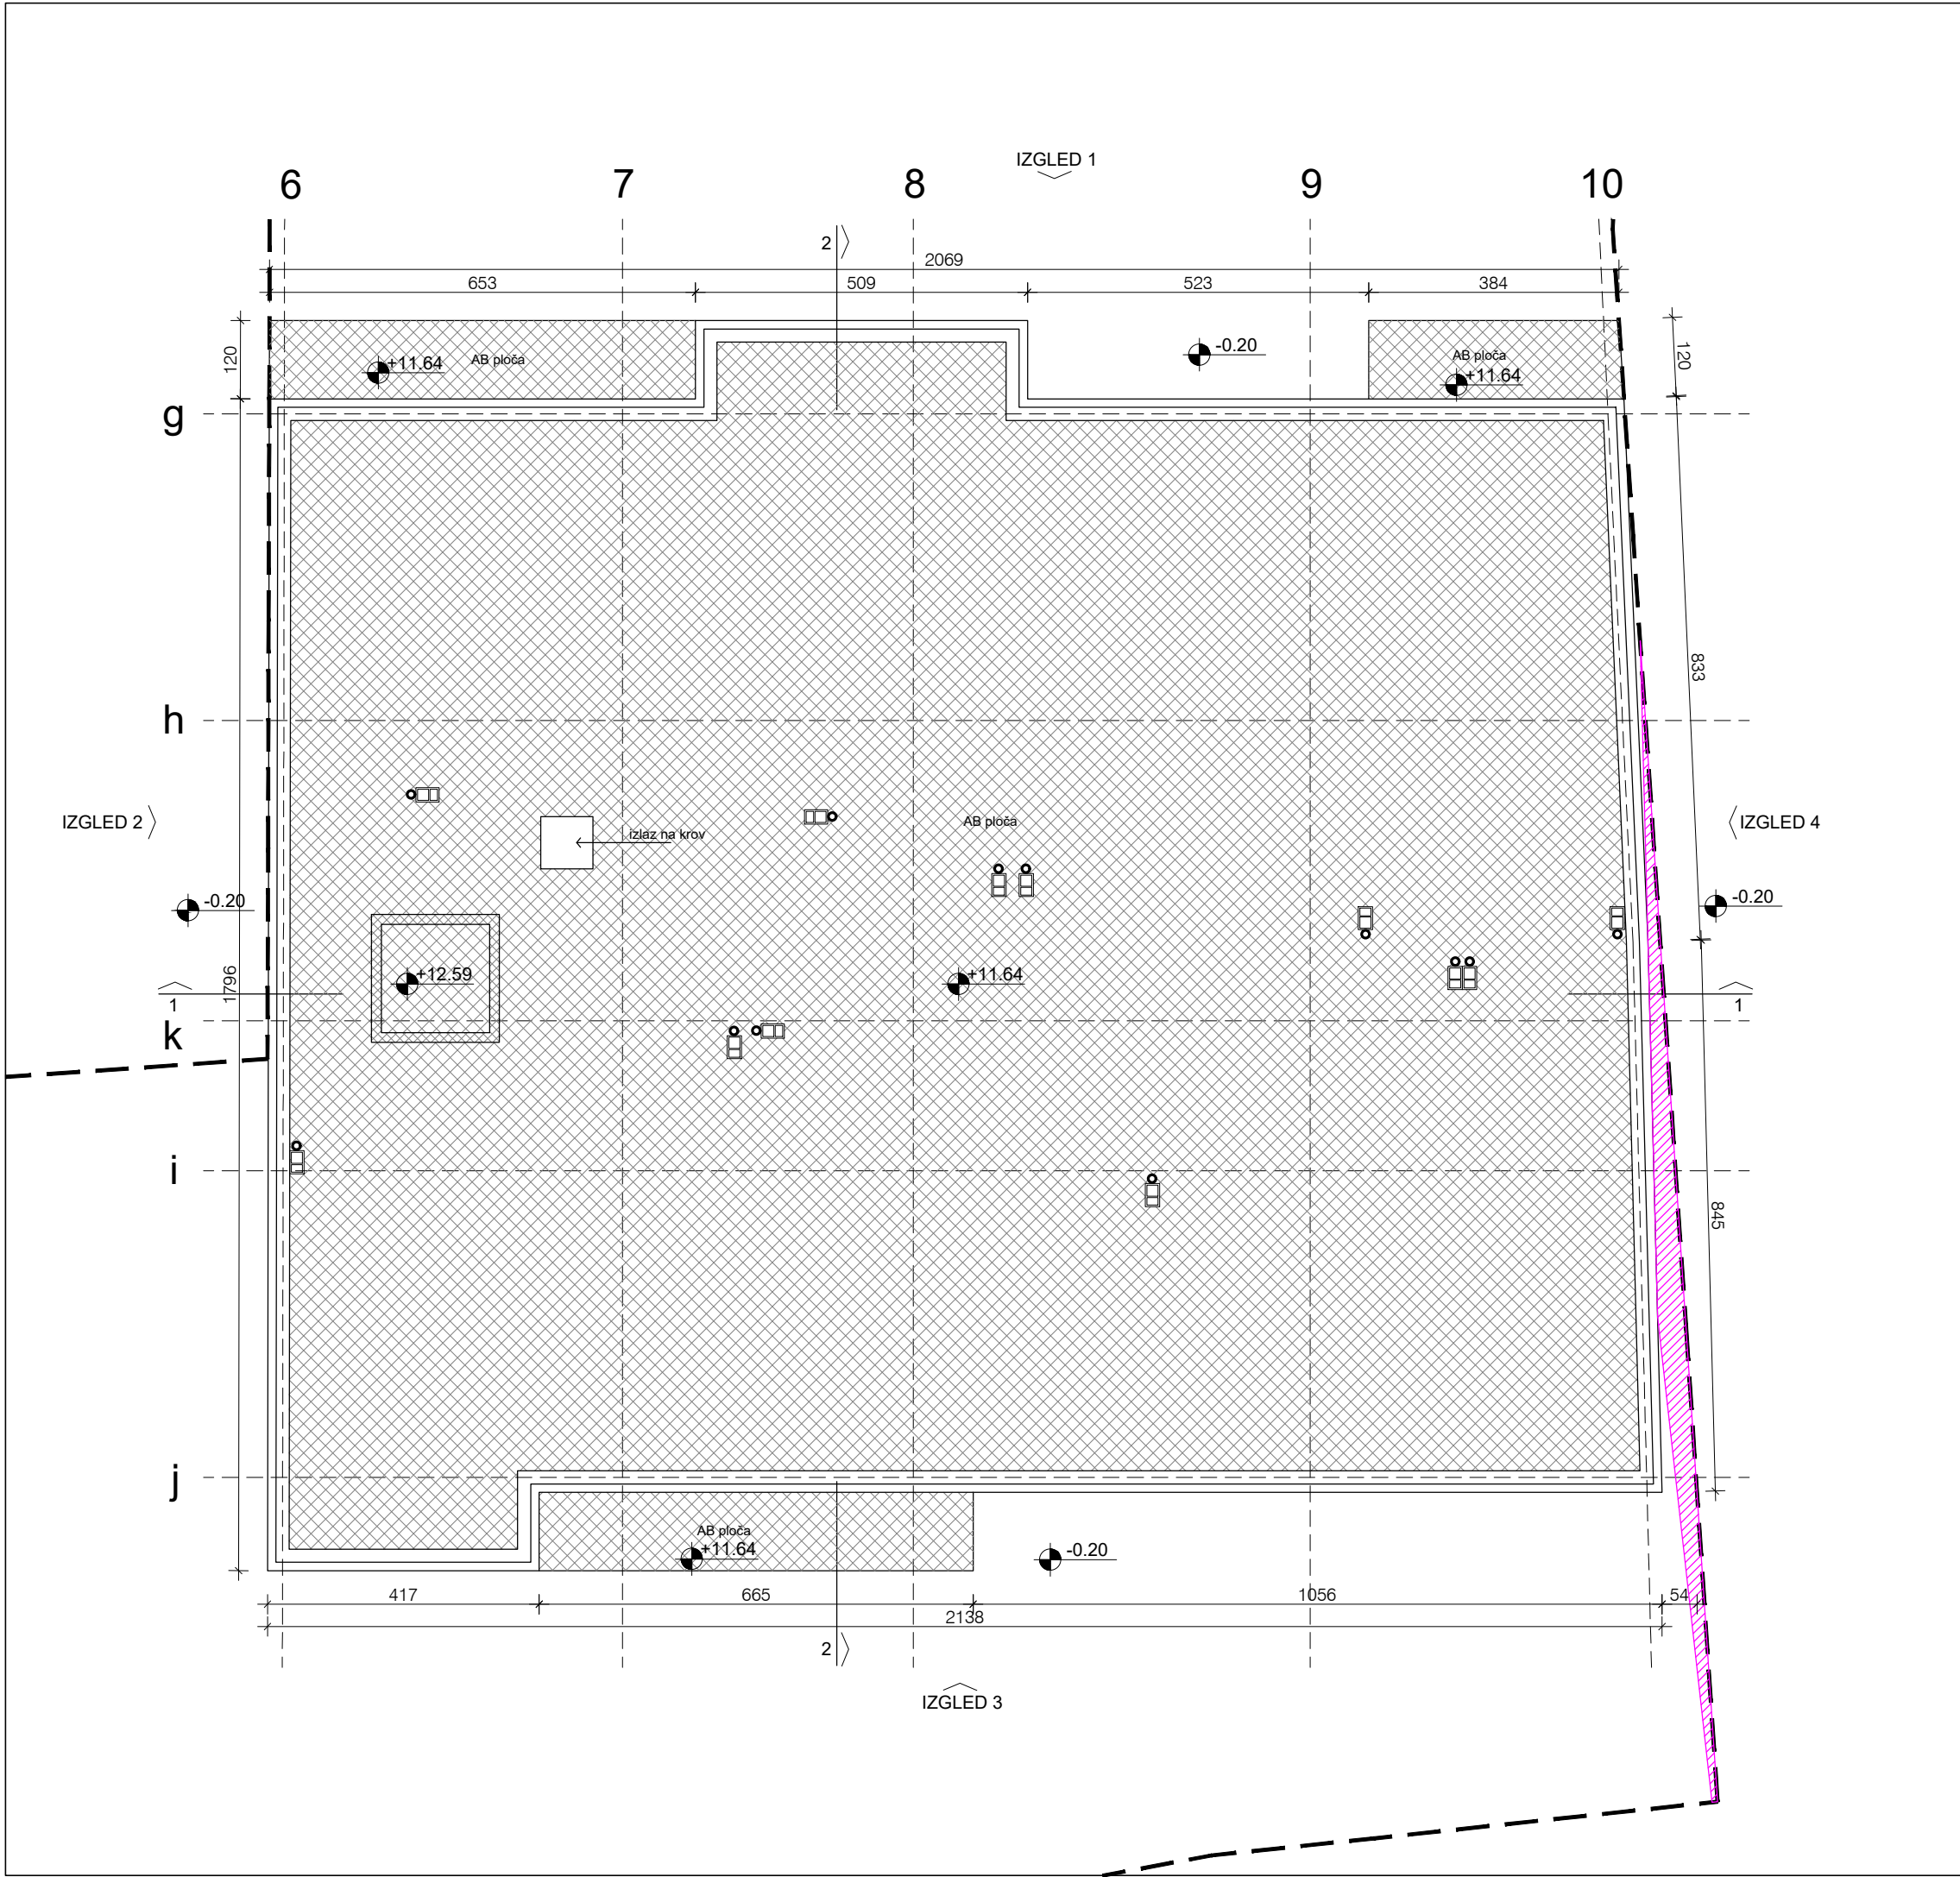 IZGLED 1
6 7 8 9 10
2
2069
653 509 523 384
120
+11.64
AB ploča
-0.20
AB ploča
+11.64
120
g
833
h
izlaz na krov
AB ploča
IZGLED 2
IZGLED 4
-0.20
-0.20
+12.59
+11.64
1796
1
1
k
i
845
j
AB ploča
+11.64
-0.20
417 665 1056 54
2138
2
IZGLED 3